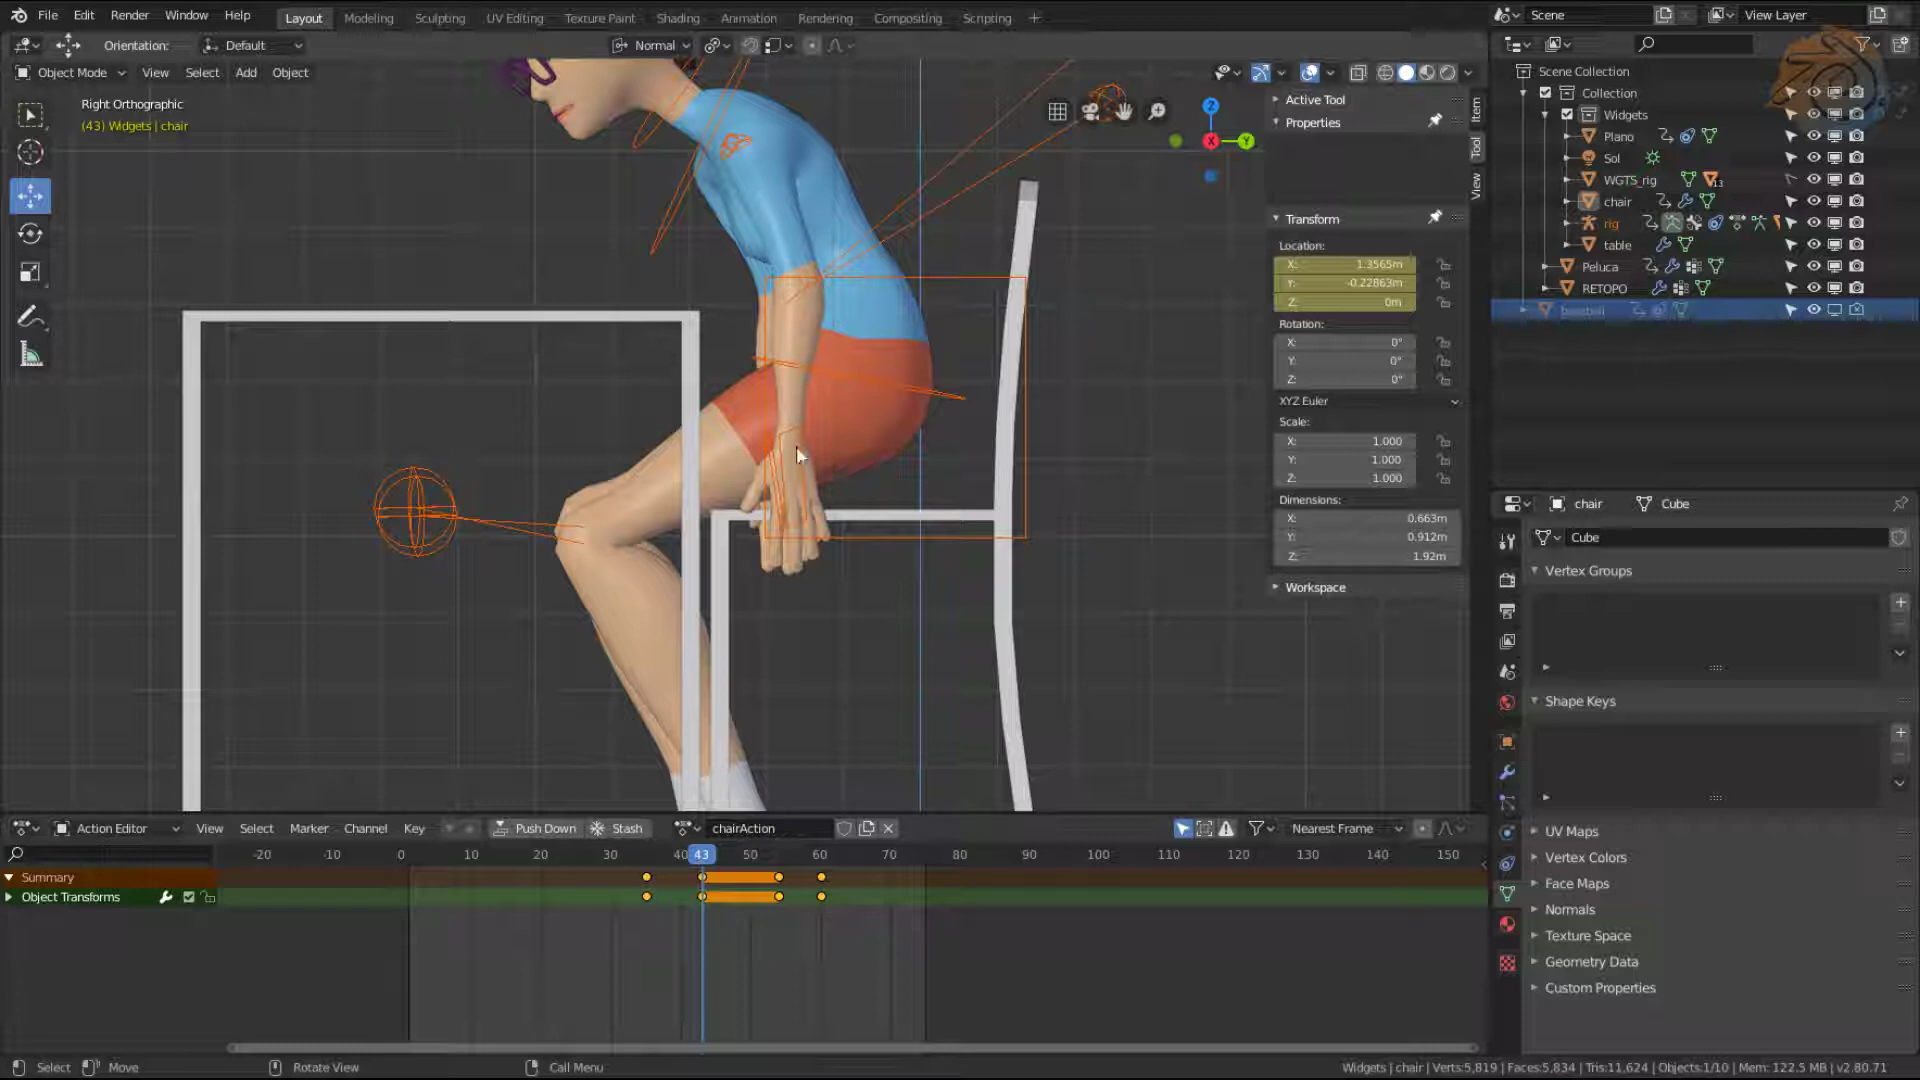 File Edit Render Window Help Layout Modeling Sculpting UV Editing Texture Paint Shading Animation Rendering Compositing Scripting + Scene View Layer
Orientation: Default Normal
Object Mode View Select Add Object
Right Orthographic
(43) Widgets | chair
Z
X
Y
Active Tool
Properties
Transform
Location:
X: 1.3565m
Y: -0.22863m
Z: 0m
Rotation:
X: 0°
Y: 0°
Z: 0°
XYZ Euler
Scale:
X: 1.000
Y: 1.000
Z: 1.000
Dimensions:
X: 0.663m
Y: 0.912m
Z: 1.92m
Workspace
Item
Tool
View
Scene Collection
Collection
Widgets
Plano
Sol
WGTS_rig 13
chair
rig
table
Peluca
RETOPO
chair Cube
Cube
Vertex Groups
Shape Keys
UV Maps
Vertex Colors
Face Maps
Normals
Texture Space
Geometry Data
Custom Properties
Action Editor View Select Marker Channel Key Push Down Stash chairAction Nearest Frame
-20 -10 0 10 20 30 40 43 50 60 70 80 90 100 110 120 130 140 150
Summary
Object Transforms
Select Move Rotate View Call Menu Widgets | chair | Verts:5,819 | Faces:5,834 | Tris:11,624 | Objects:1/10 | Mem: 122.5 MB | v2.80.71